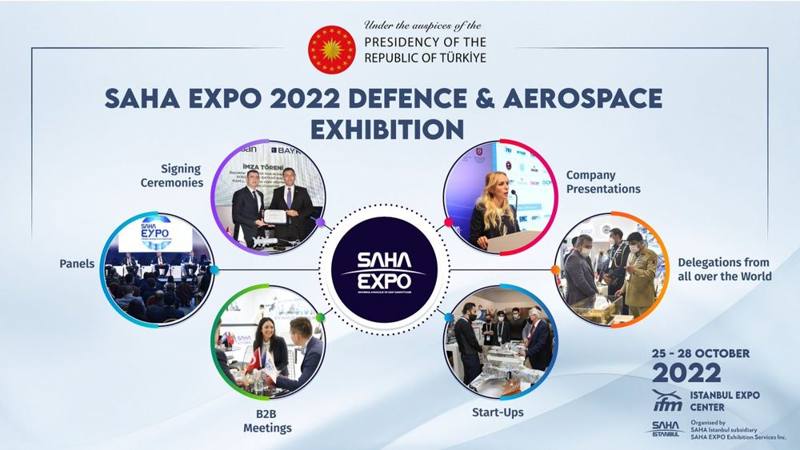 Under the auspices of the
PRESIDENCY OF THE
REPUBLIC OF TÜRKİYE
SAHA EXPO 2022 DEFENCE & AEROSPACE
EXHIBITION
Signing
Ceremonies
BAYK
İMZA TÖRENİ
Company
Presentations
Panels
SAHA
EXPO
SAHA
EXPO
Delegations from
all over the World
B2B
Meetings
Start-Ups
25 - 28 OCTOBER
2022
ifm
ISTANBUL EXPO
CENTER
SAHA
ISTANBUL
Organised by
SAHA Istanbul subsidiary
SAHA EXPO Exhibition Services Inc.